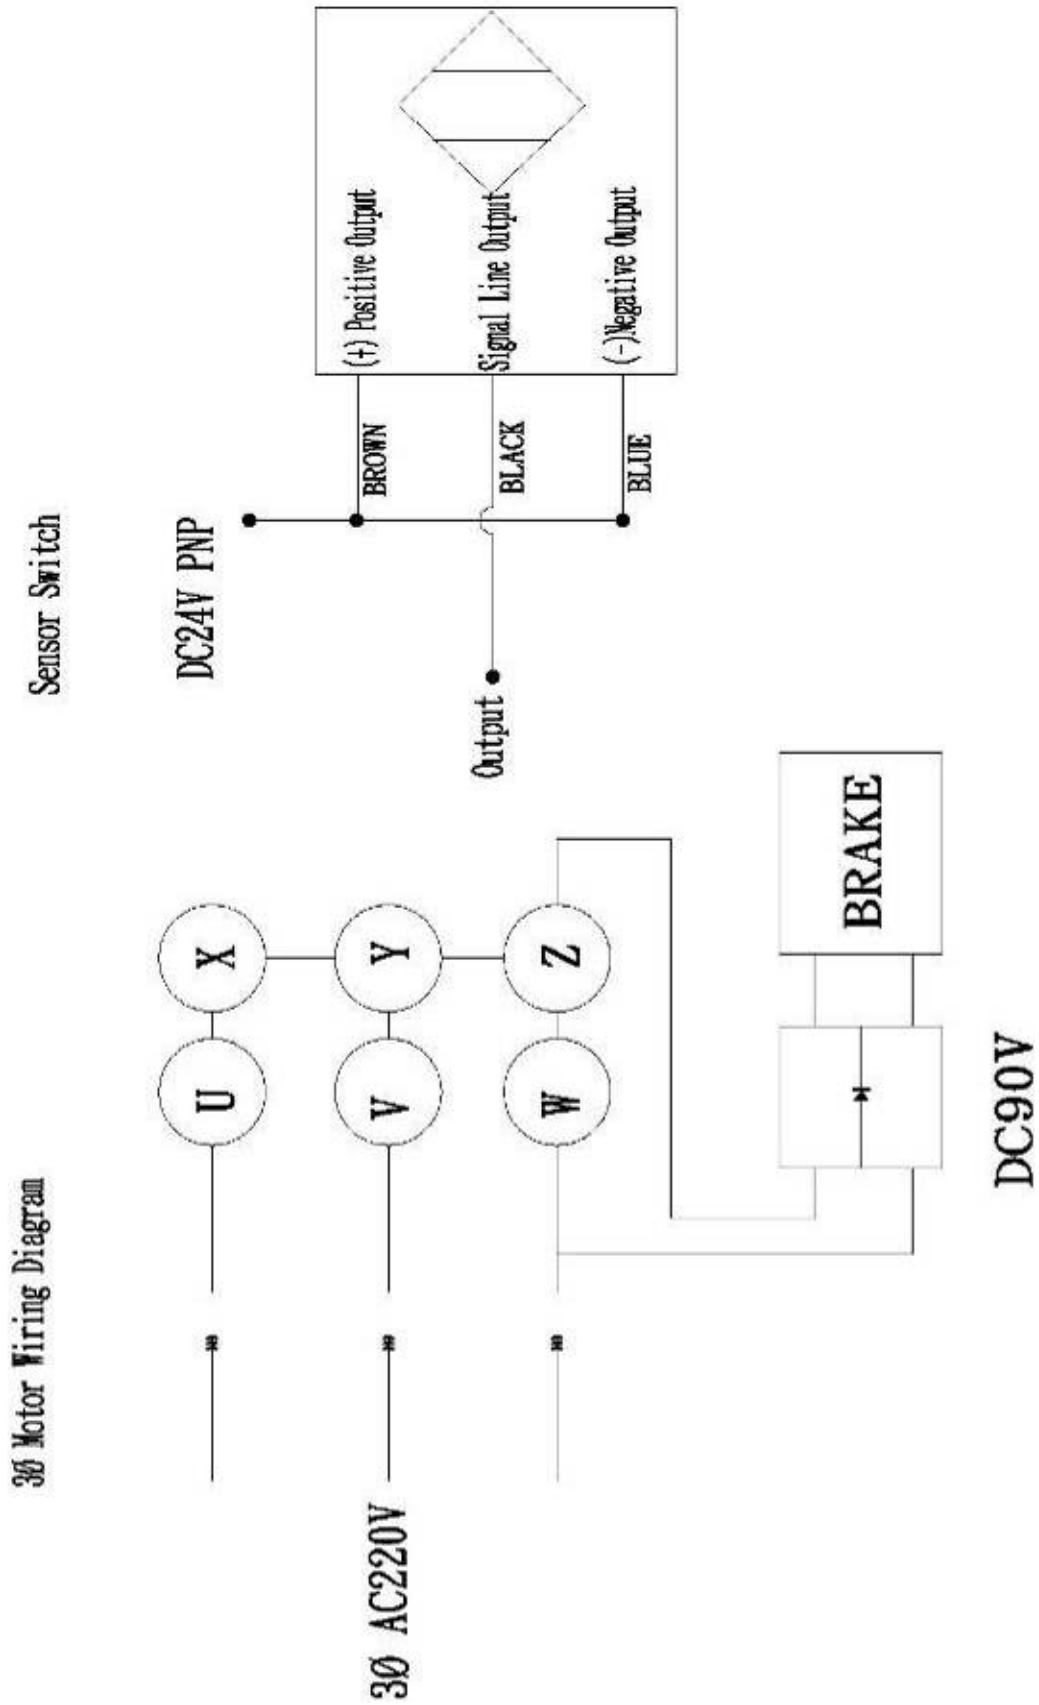 3Ø Motor Wiring Diagram
Sensor Switch
DC24V PNP
3Ø AC220V
U
X
V
Y
W
Z
Output
BROWN
(+) Positive Output
BLACK
Signal Line Output
BLUE
(-)Negative Output
BRAKE
DC90V